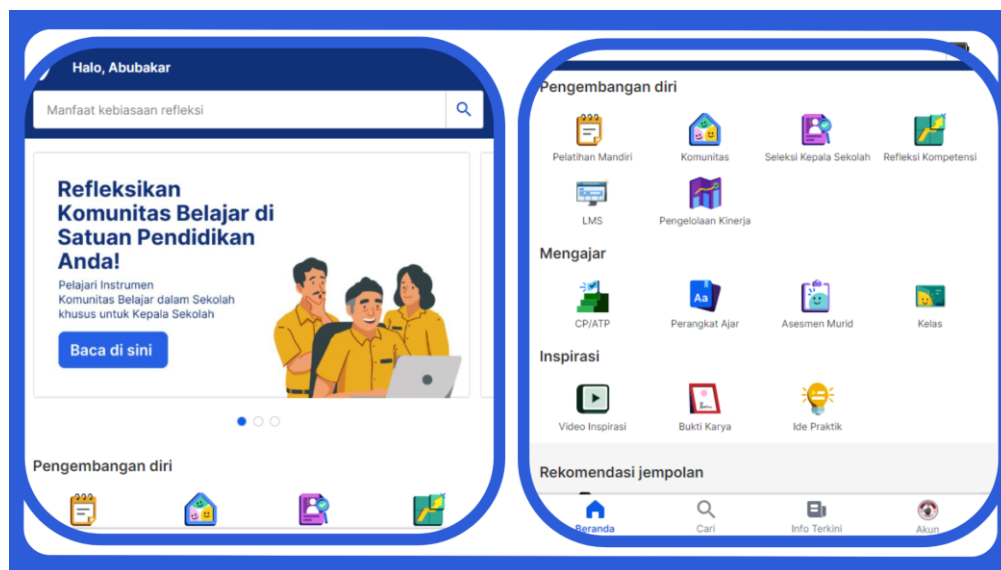 Halo, Abubakar
Manfaat kebiasaan refleksi
Refleksikan
Komunitas Belajar di
Satuan Pendidikan
Anda!
Pelajari Instrumen
Komunitas Belajar dalam Sekolah
khusus untuk Kepala Sekolah
Baca di sini
Pengembangan diri
Pengembangan diri
Pelatihan Mandiri Komunitas Seleksi Kepala Sekolah Refleksi Kompetensi
LMS Pengelolaan Kinerja
Mengajar
Aa
CP/ATP Perangkat Ajar Asesmen Murid Kelas
Inspirasi
Video Inspirasi Bukti Karya Ide Praktik
Rekomendasi jempolan
Beranda Cari Info Terkini Akun